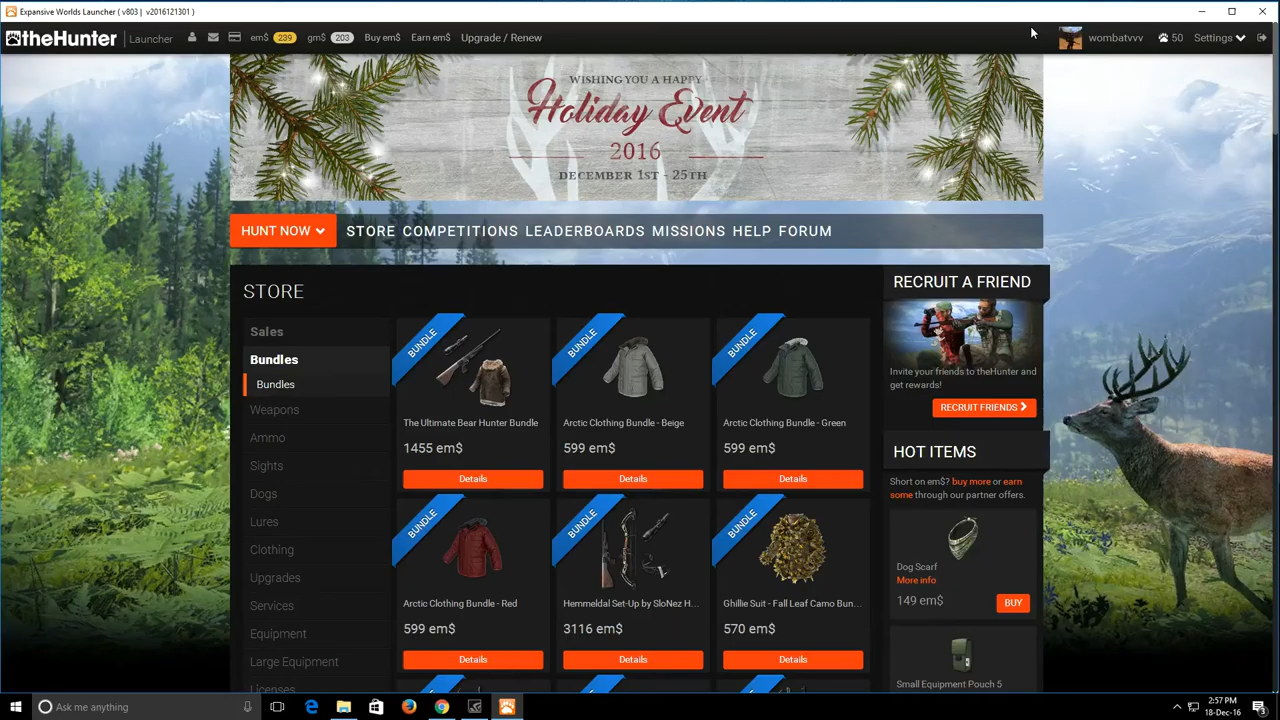 Expansive Worlds Launcher ( v803 | v2016121301 )
theHunter Launcher em$ 239 gm$ 203 Buy em$ Earn em$ Upgrade / Renew wombatvvv 50 Settings
WISHING YOU A HAPPY
Holiday Event
2016
DECEMBER 1ST - 25TH
HUNT NOW STORE COMPETITIONS LEADERBOARDS MISSIONS HELP FORUM
STORE
Sales
Bundles
Bundles
Weapons
Ammo
Sights
Dogs
Lures
Clothing
Upgrades
Services
Equipment
Large Equipment
Licenses
BUNDLE
The Ultimate Bear Hunter Bundle
1455 em$
Details
BUNDLE
Arctic Clothing Bundle - Beige
599 em$
Details
BUNDLE
Arctic Clothing Bundle - Green
599 em$
Details
BUNDLE
Arctic Clothing Bundle - Red
599 em$
Details
BUNDLE
Hemmeldal Set-Up by SloNez H...
3116 em$
Details
BUNDLE
Ghillie Suit - Fall Leaf Camo Bun...
570 em$
Details
RECRUIT A FRIEND
Invite your friends to theHunter and
get rewards!
RECRUIT FRIENDS
HOT ITEMS
Short on em$? buy more or earn
some through our partner offers.
Dog Scarf
More info
149 em$ BUY
Small Equipment Pouch 5
Ask me anything
2:57 PM
18-Dec-16
3